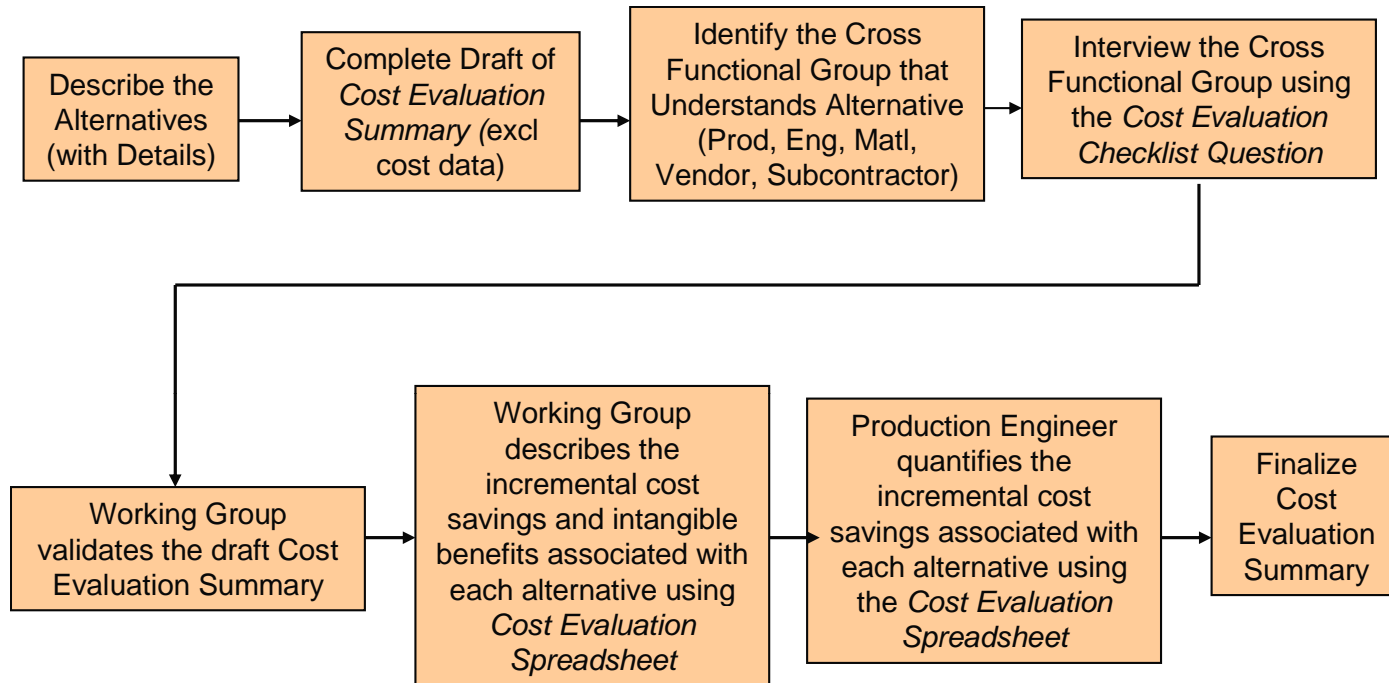 Describe the
Alternatives
(with Details)
Complete Draft of
Cost Evaluation
Summary (excl
cost data)
Identify the Cross
Functional Group that
Understands Alternative
(Prod, Eng, Matl,
Vendor, Subcontractor)
Interview the Cross
Functional Group using
the Cost Evaluation
Checklist Question
Working Group
validates the draft Cost
Evaluation Summary
Working Group
describes the
incremental cost
savings and intangible
benefits associated with
each alternative using
Cost Evaluation
Spreadsheet
Production Engineer
quantifies the
incremental cost
savings associated with
each alternative using
the Cost Evaluation
Spreadsheet
Finalize
Cost
Evaluation
Summary